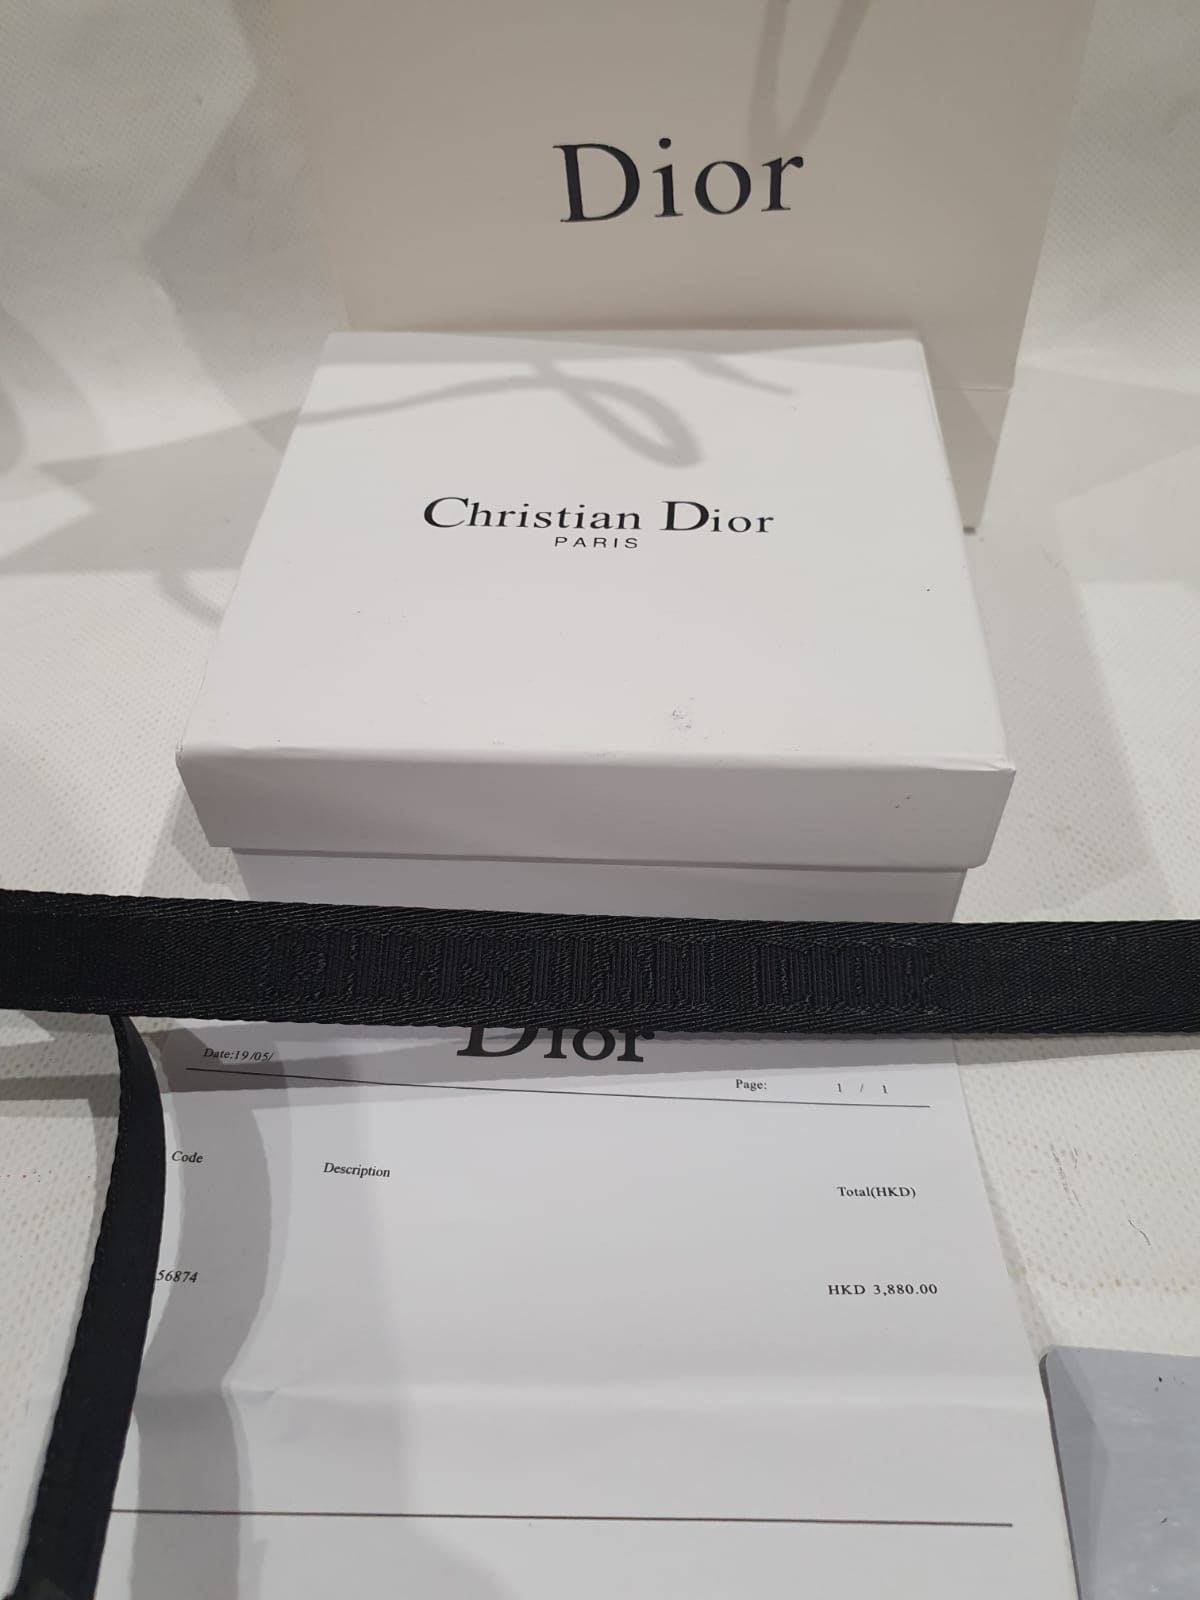 Dior
Christian Dior
PARIS
CHRISTIAN DIOR
Dior
Date:19/05/
Page: 1 / 1
Code Description Total(HKD)
56874 HKD 3,880.00